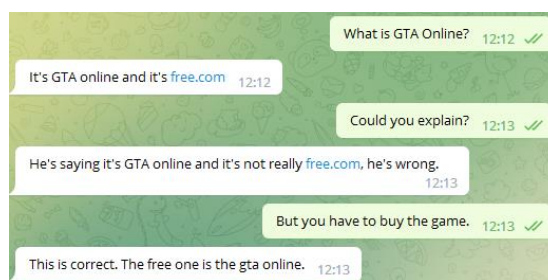 What is GTA Online? 12:12
It's GTA online and it's free.com 12:12
Could you explain? 12:13
He's saying it's GTA online and it's not really free.com, he's wrong.
12:13
But you have to buy the game. 12:13
This is correct. The free one is the gta online. 12:13